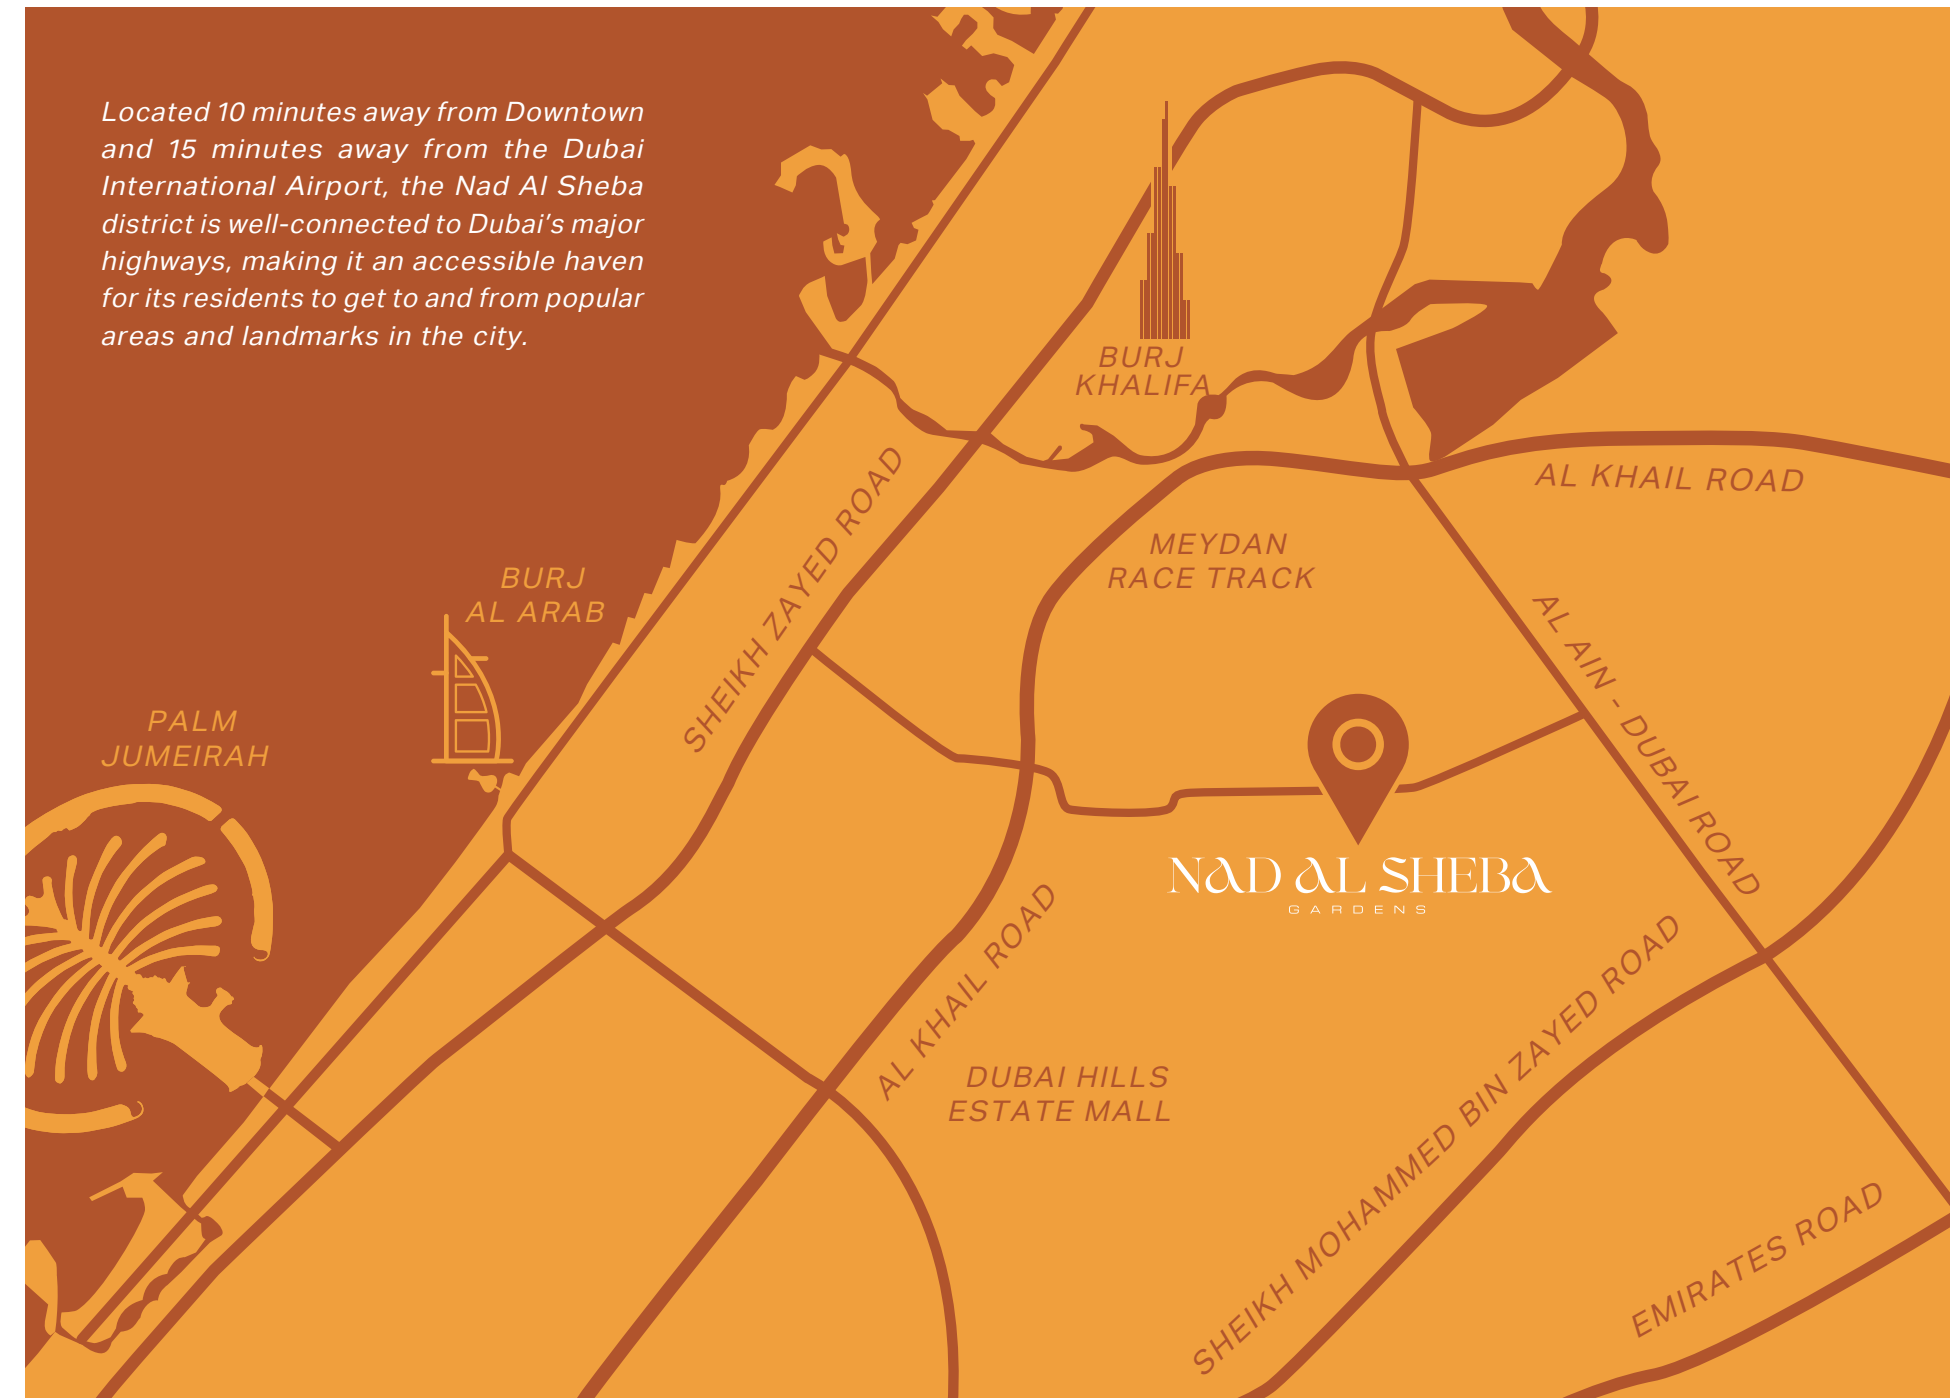 Located 10 minutes away from Downtown
and 15 minutes away from the Dubai
International Airport, the Nad Al Sheba
district is well-connected to Dubai's major
highways, making it an accessible haven
for its residents to get to and from popular
areas and landmarks in the city.
BURJ
KHALIFA
SHEIKH ZAYED ROAD
AL KHAIL ROAD
MEYDAN
RACE TRACK
BURJ
AL ARAB
AL AIN - DUBAI ROAD
PALM
JUMEIRAH
NAD AL SHEBA
GARDENS
AL KHAIL ROAD
SHEIKH MOHAMMED BIN ZAYED ROAD
DUBAI HILLS
ESTATE MALL
EMIRATES ROAD